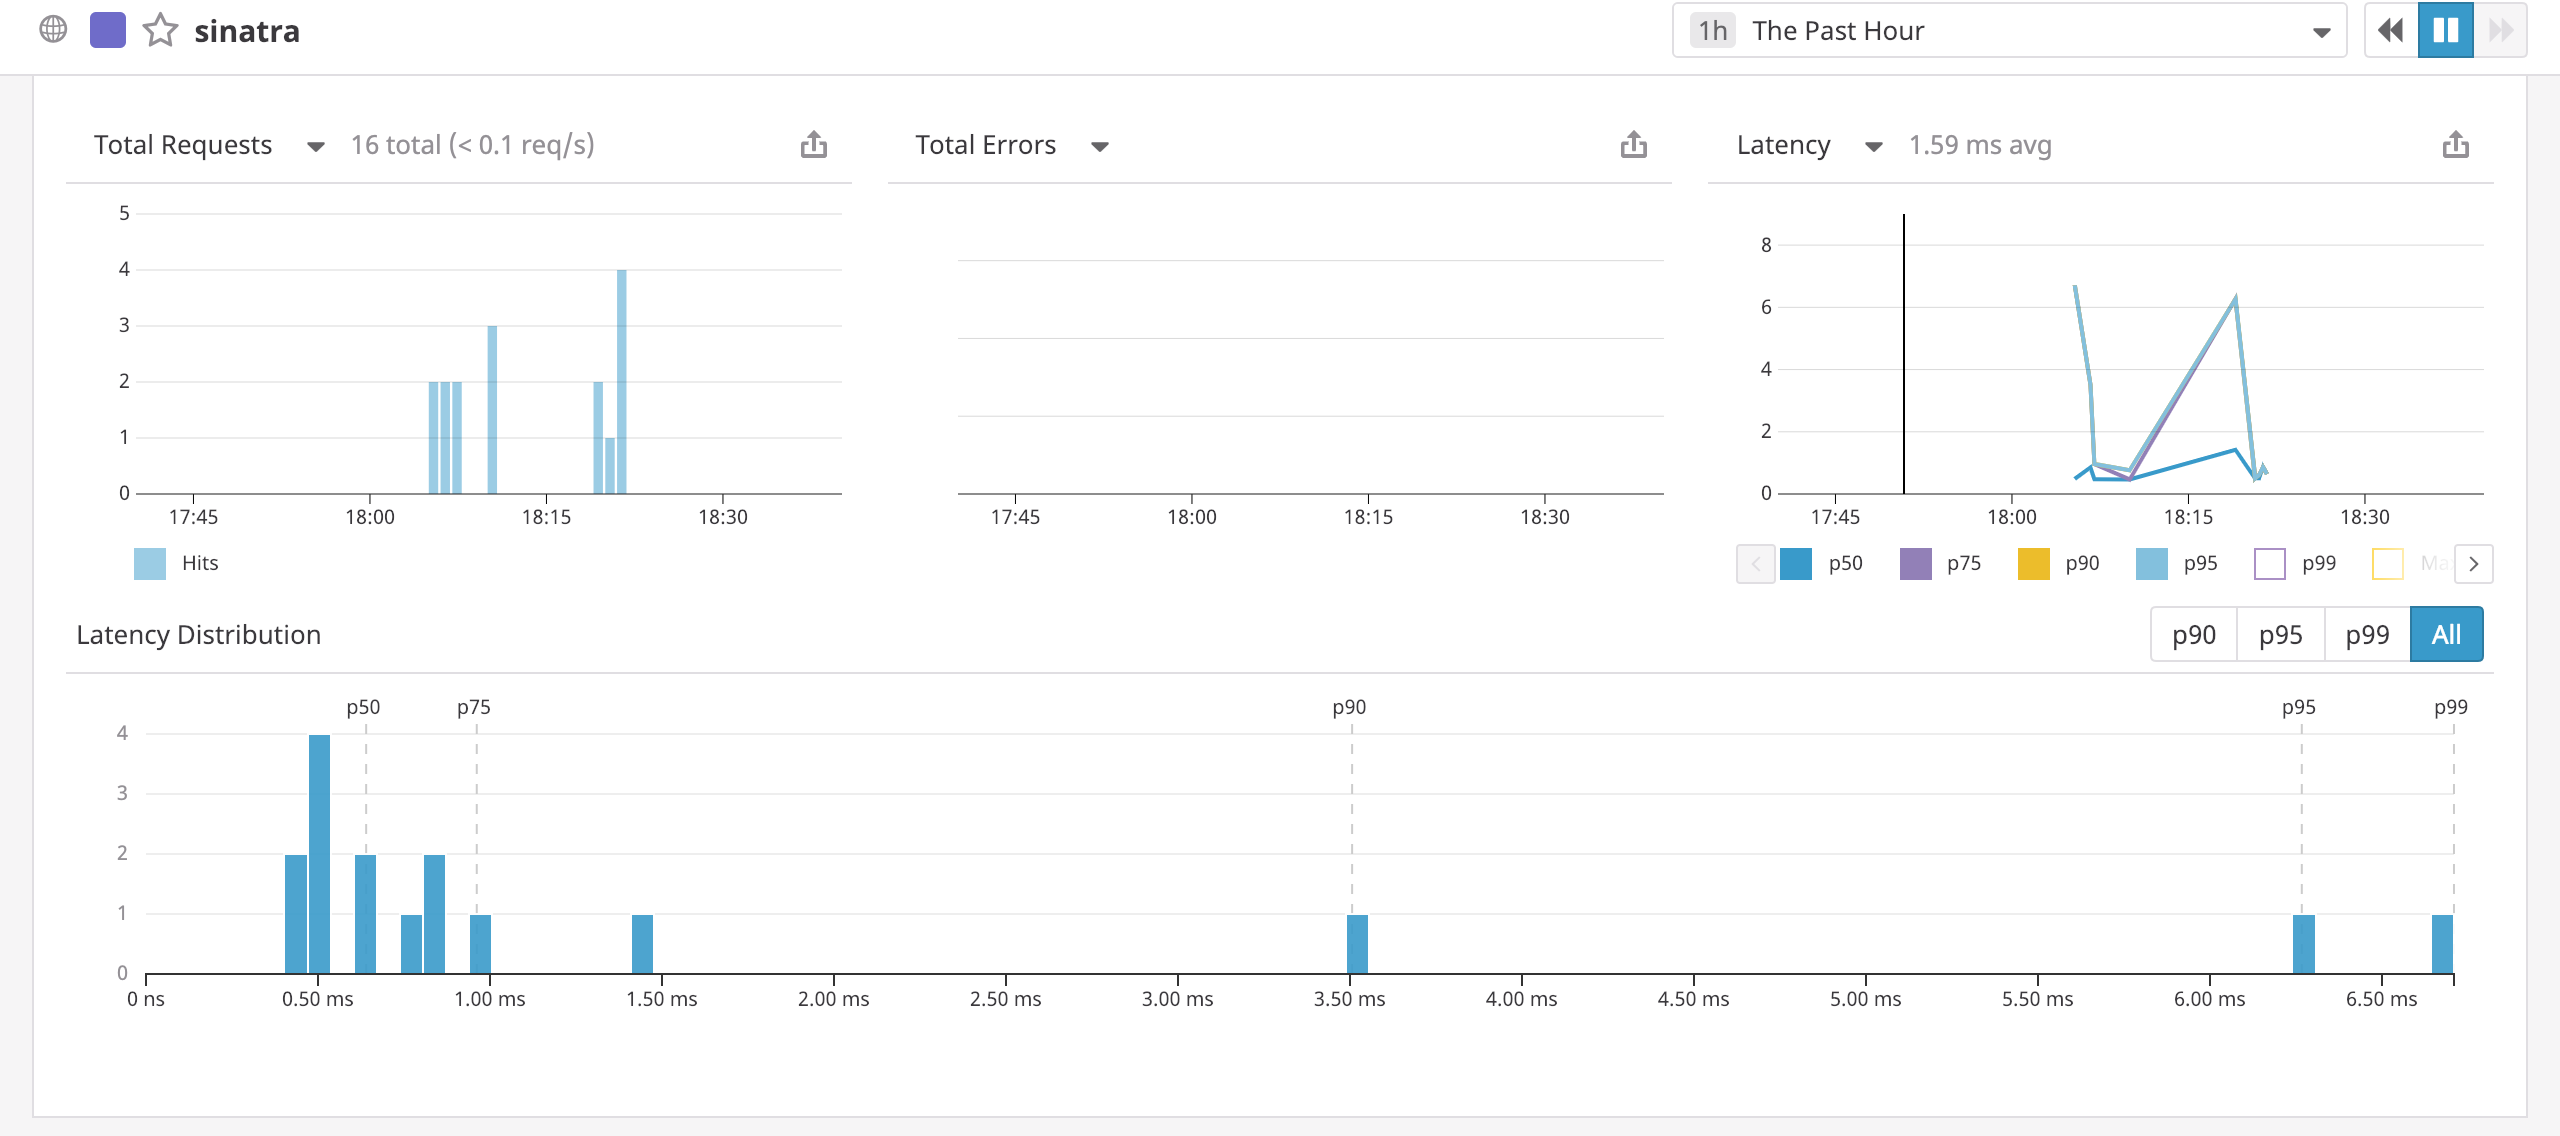 sinatra
1h The Past Hour
Total Requests 16 total (< 0.1 req/s)
Total Errors
Latency 1.59 ms avg
5
4
3
2
1
0
17:45 18:00 18:15 18:30
Hits
17:45 18:00 18:15 18:30
8
6
4
2
0
17:45 18:00 18:15 18:30
p50 p75 p90 p95 p99 Ma
Latency Distribution
p90 p95 p99 All
p50 p75 p90 p95 p99
4
3
2
1
0
0 ns 0.50 ms 1.00 ms 1.50 ms 2.00 ms 2.50 ms 3.00 ms 3.50 ms 4.00 ms 4.50 ms 5.00 ms 5.50 ms 6.00 ms 6.50 ms